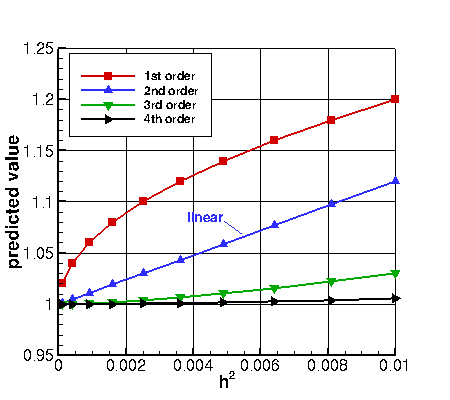 1.25
1st order
2nd order
3rd order
4th order
1.2
1.15
1.1
linear
1.05
1
0.95
predicted value
0
0.002
0.004
0.006
0.008
0.01
h²